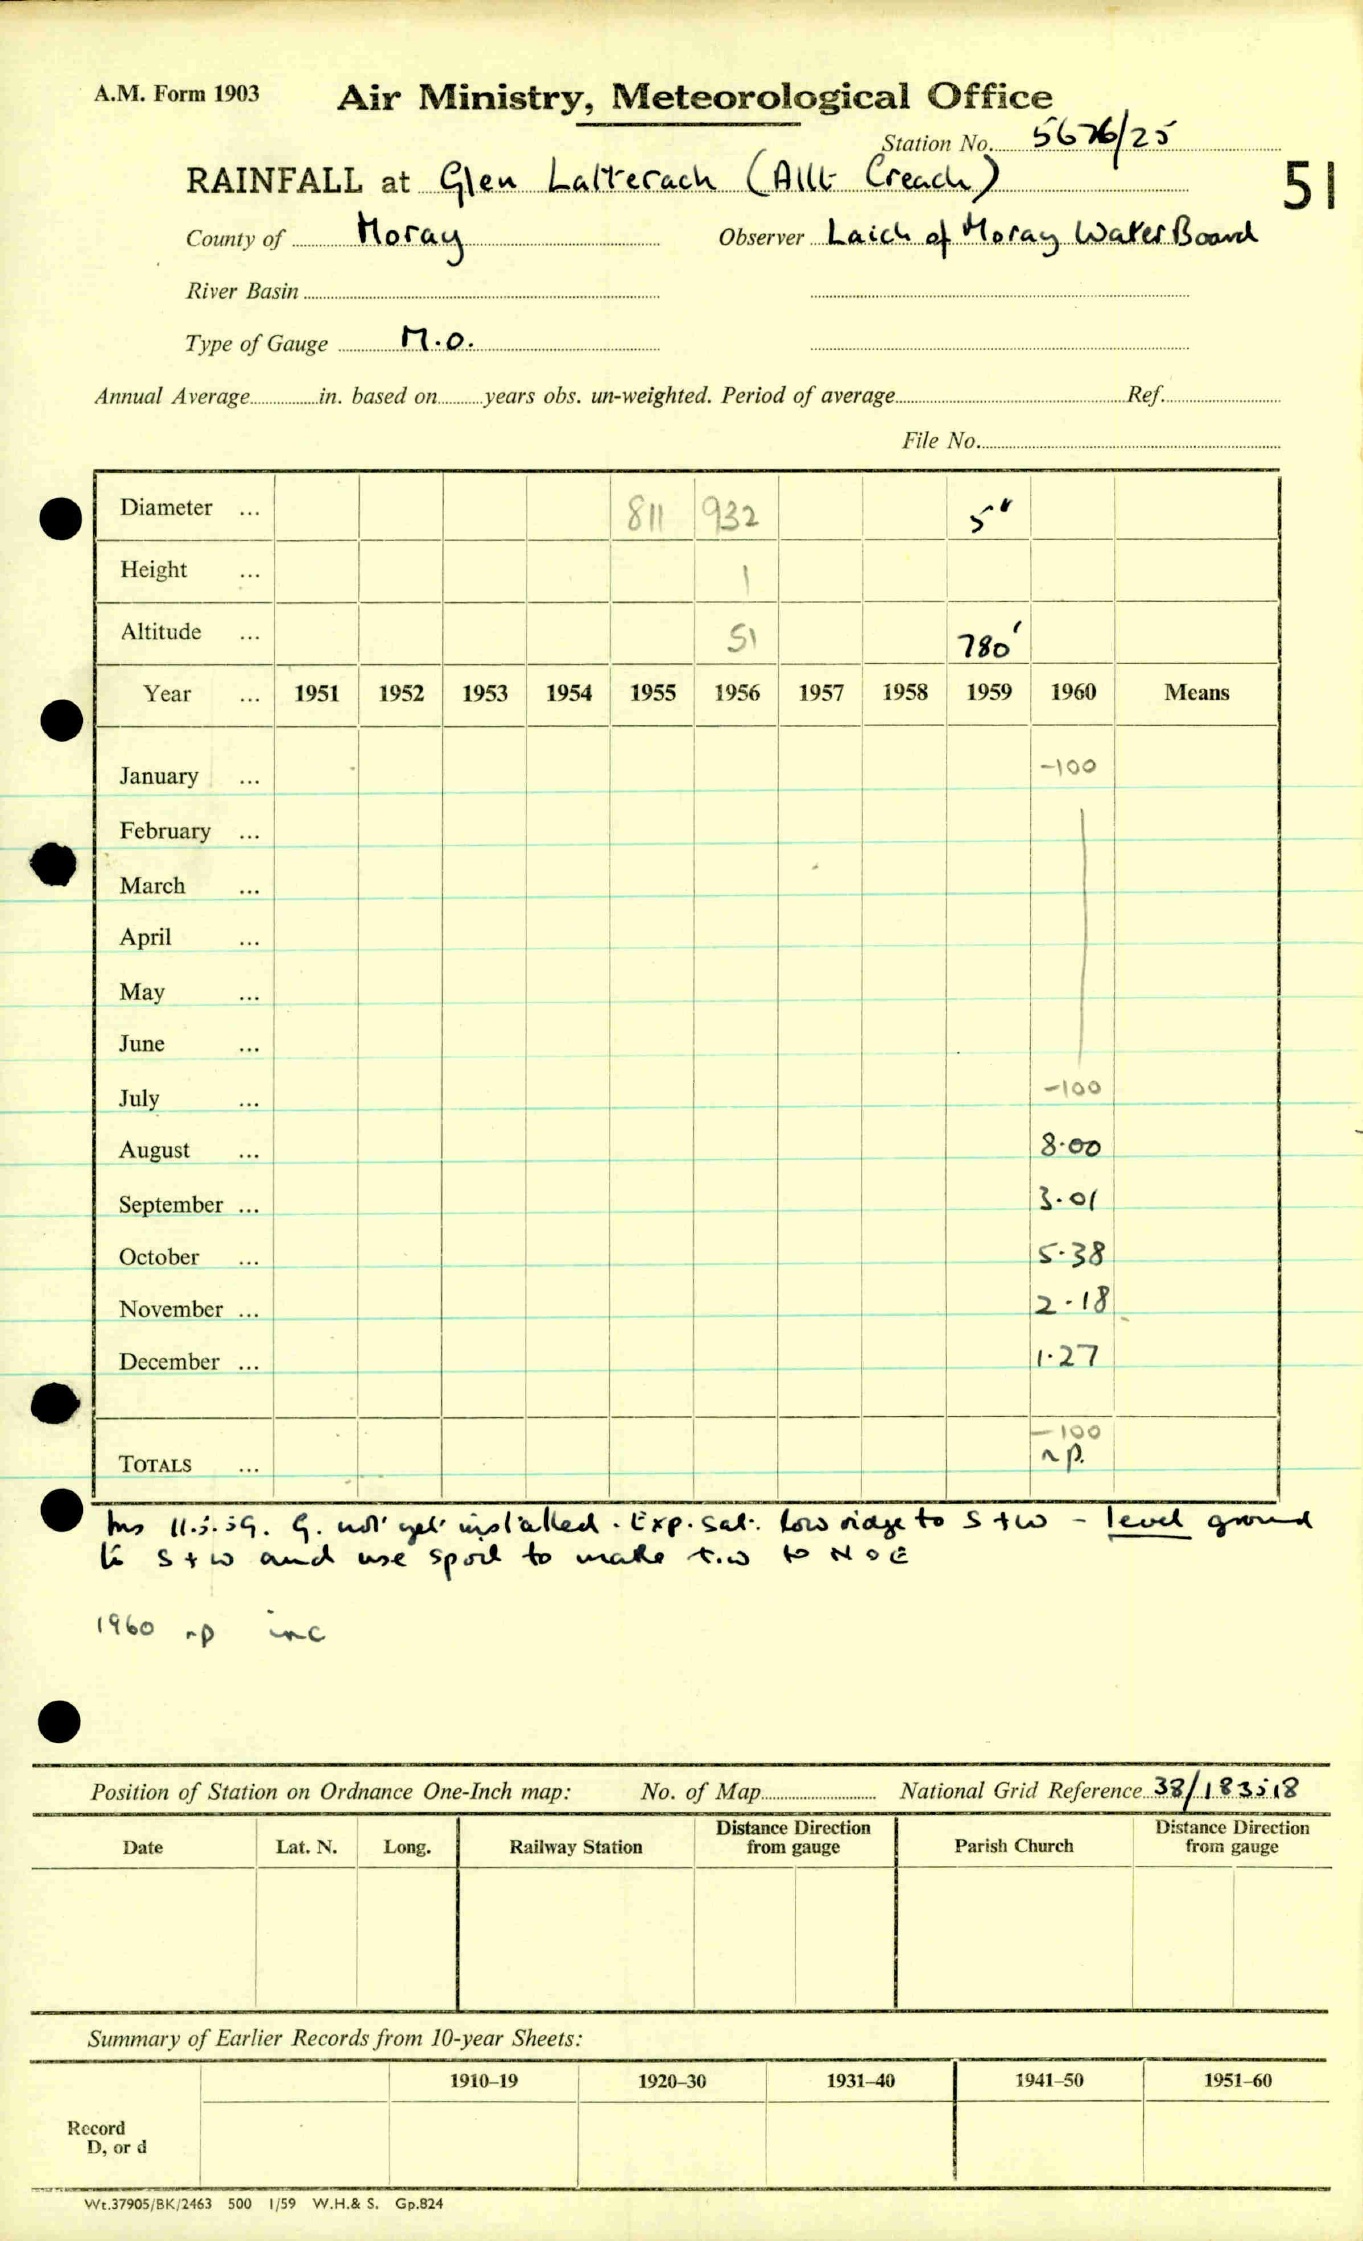 A.M. Form 1903 Air Ministry, Meteorological Office
Station No. 5676/25
RAINFALL at Glen Latterach (Allt Creach) 51
County of Moray Observer Laich of Moray Water Board
River Basin
Type of Gauge M.O.
Annual Average in. based on years obs. un-weighted. Period of average Ref.
File No.
Diameter ... 811 932 5"
Height ... 1
Altitude ... 51 780'
Year ... 1951 1952 1953 1954 1955 1956 1957 1958 1959 1960 Means
January ... -100
February ...
March ...
April ...
May ...
June ...
July ... -100
August ... 8.00
September ... 3.01
October ... 5.38
November ... 2.18
December ... 1.27
-100
TOTALS ... np.
Ins 11.5.59. G. not yet installed. Exp. sat. Low ridge to S + W - level ground
to S + W and use spoil to make t.w to N & E
1960 np inc
Position of Station on Ordnance One-Inch map: No. of Map National Grid Reference 38/183518
Date Lat. N. Long. Railway Station Distance Direction from gauge Parish Church Distance Direction from gauge
Summary of Earlier Records from 10-year Sheets:
1910–19 1920–30 1931–40 1941–50 1951–60
Record
D, or d
Wt.37905/BK/2463 500 1/59 W.H.& S. Gp.824